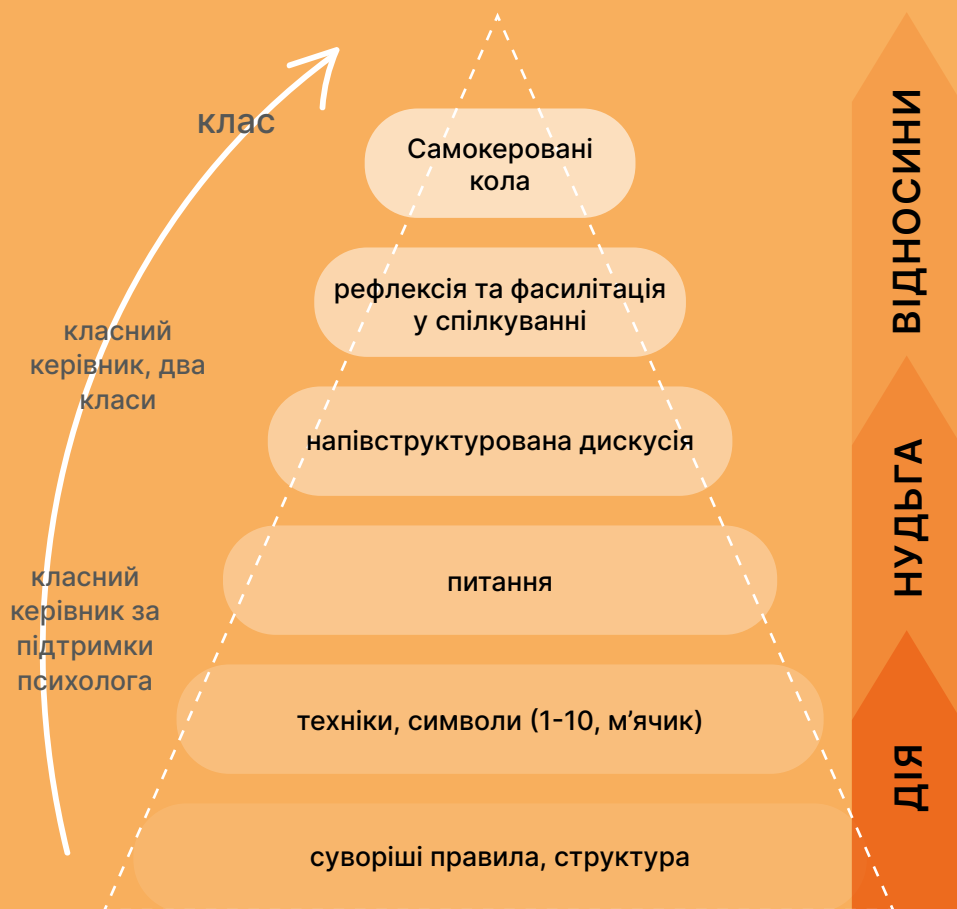 клас
Самокеровані
кола
рефлексія та фасилітація
у спілкуванні
класний
керівник, два
класи
напівструктурована дискусія
питання
класний
керівник за
підтримки
психолога
техніки, символи (1-10, м’ячик)
суворіші правила, структура
ВІДНОСИНИ
НУДЬГА
ДІЯ